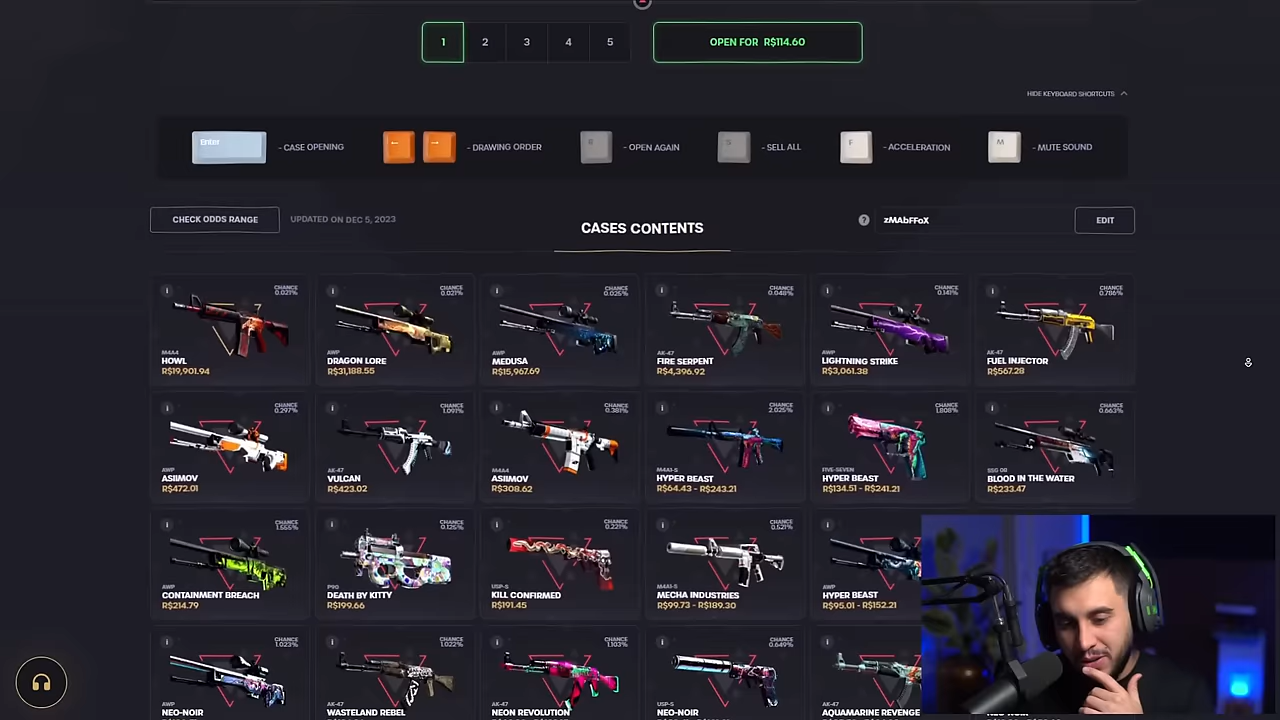 1 2 3 4 5 OPEN FOR R$114.60
HIDE KEYBOARD SHORTCUTS
Enter - CASE OPENING ← → - DRAWING ORDER - OPEN AGAIN S - SELL ALL F - ACCELERATION M - MUTE SOUND
CHECK ODDS RANGE UPDATED ON DEC 5, 2023 CASES CONTENTS ? zMAbFFoX EDIT
i CHANCE 0.021%
M4A4
HOWL
R$19,901.94
i CHANCE 0.021%
AWP
DRAGON LORE
R$31,188.55
i CHANCE 0.025%
AWP
MEDUSA
R$15,967.69
i CHANCE 0.048%
AK-47
FIRE SERPENT
R$4,396.92
i CHANCE 0.141%
AWP
LIGHTNING STRIKE
R$3,061.38
i CHANCE 0.786%
AK-47
FUEL INJECTOR
R$567.28
i CHANCE 0.297%
AWP
ASIIMOV
R$472.01
i CHANCE 1.091%
AK-47
VULCAN
R$423.02
i CHANCE 0.381%
M4A4
ASIIMOV
R$308.62
i CHANCE 2.025%
M4A1-S
HYPER BEAST
R$64.43 - R$243.21
i CHANCE 1.808%
FIVE-SEVEN
HYPER BEAST
R$134.51 - R$241.21
i CHANCE 0.663%
SSG 08
BLOOD IN THE WATER
R$233.47
i CHANCE 1.555%
AWP
CONTAINMENT BREACH
R$214.79
i CHANCE 0.125%
P90
DEATH BY KITTY
R$199.66
i CHANCE 0.221%
USP-S
KILL CONFIRMED
R$191.45
i CHANCE 0.521%
M4A1-S
MECHA INDUSTRIES
R$99.73 - R$189.30
i
AWP
HYPER BEAST
R$95.01 - R$152.21
i CHANCE 1.023%
AWP
NEO-NOIR
i CHANCE 1.022%
AK-47
WASTELAND REBEL
i CHANCE 1.103%
AK-47
NEON REVOLUTION
i CHANCE 0.649%
USP-S
NEO-NOIR
i
AK-47
AQUAMARINE REVENGE